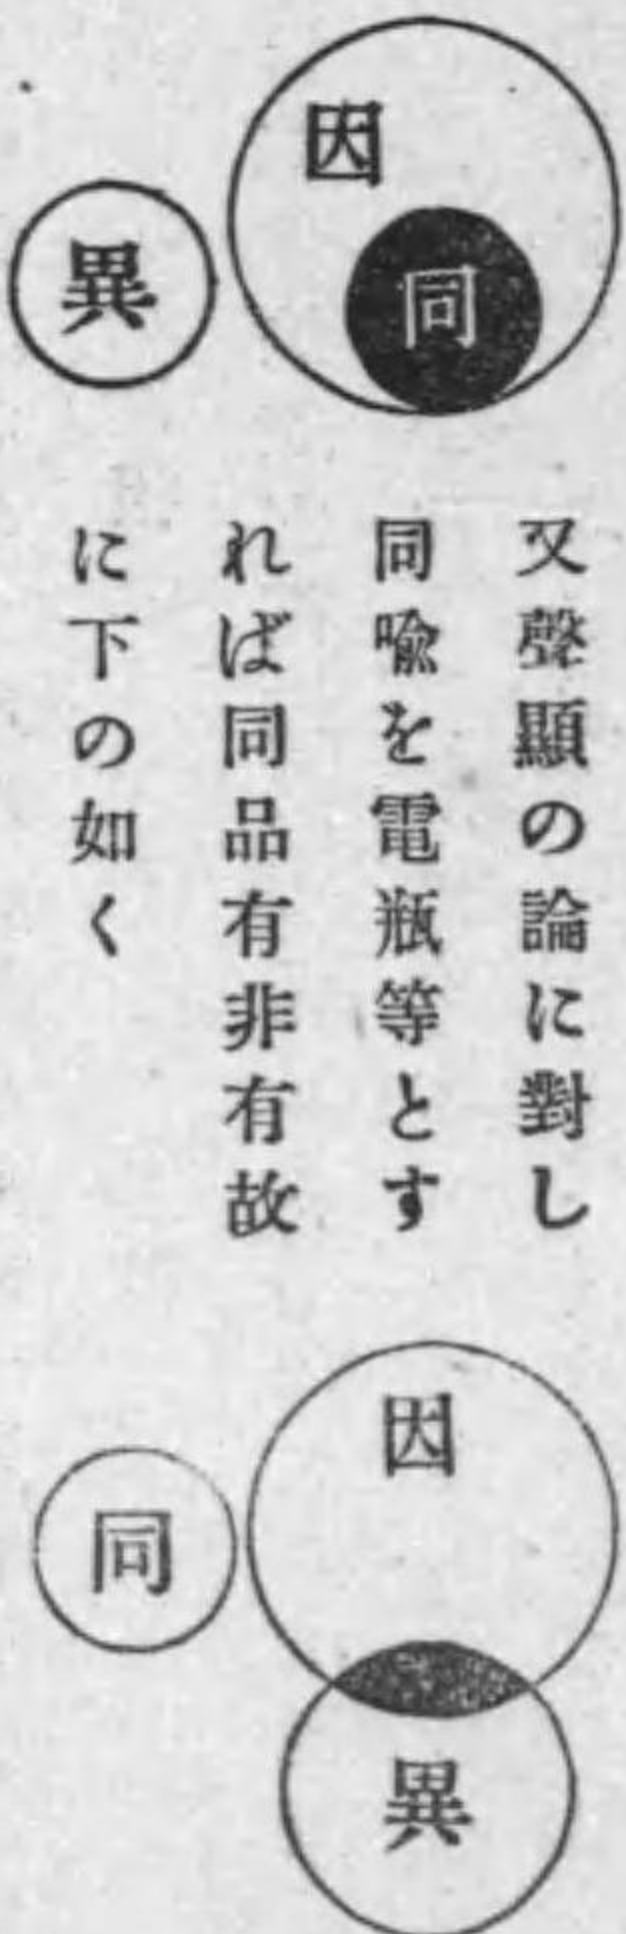 因
同
異
又聲顯の論に對し
同喩を電瓶等とす
れば同品有非有故
に下の如く
因
異
同